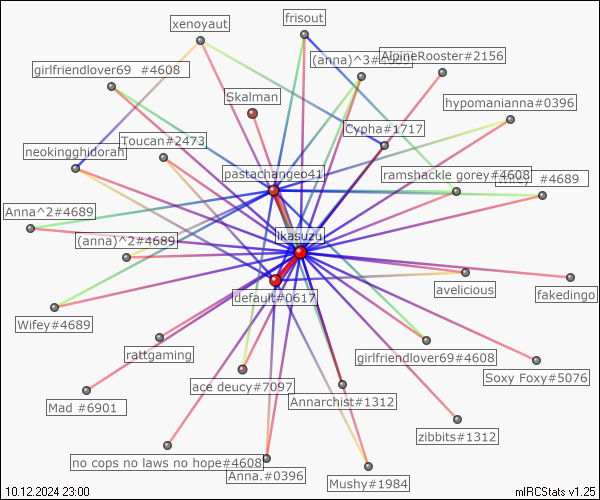 xenoyaut
frisout
(anna)^3#4689
AlpineRooster#2156
girlfriendlover69 #4608
Skalman
hypomanianna#0396
Toucan#2473
Cypha#1717
neokingghidorah
pastachangeo41
ramshackle gorey#4608
#4689
Anna^2#4689
(anna)^2#4689
ikasuzu
avelicious
fakedingo
default#0617
Wifey#4689
rattgaming
girlfriendlover69#4608
Soxy Foxy#5076
ace deucy#7097
Mad #6901
Annarchist#1312
zibbits#1312
no cops no laws no hope#4608
Anna.#0396
Mushy#1984
10.12.2024 23:00
mIRCStats v1.25